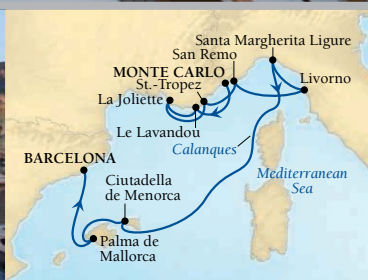 Santa Margherita Ligure
San Remo
MONTE CARLO
St.-Tropez
Livorno
La Joliette
Le Lavandou
Calanques
BARCELONA
Ciutadella
de Menorca
Mediterranean
Sea
Palma de
Mallorca